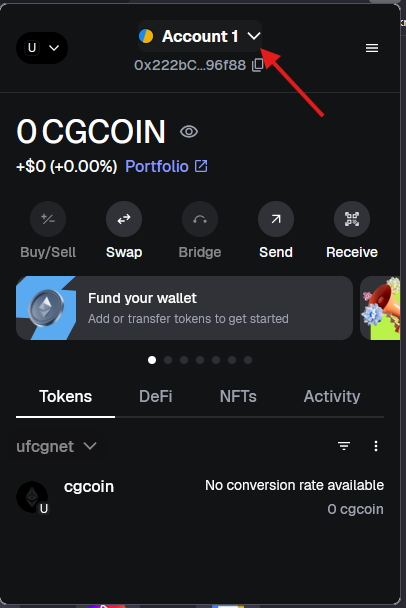 U
Account 1
0x222bC...96f88
0 CGCOIN
+$0 (+0.00%) Portfolio
Buy/Sell Swap Bridge Send Receive
Fund your wallet
Add or transfer tokens to get started
Tokens DeFi NFTs Activity
ufcgnet
cgcoin No conversion rate available
U 0 cgcoin